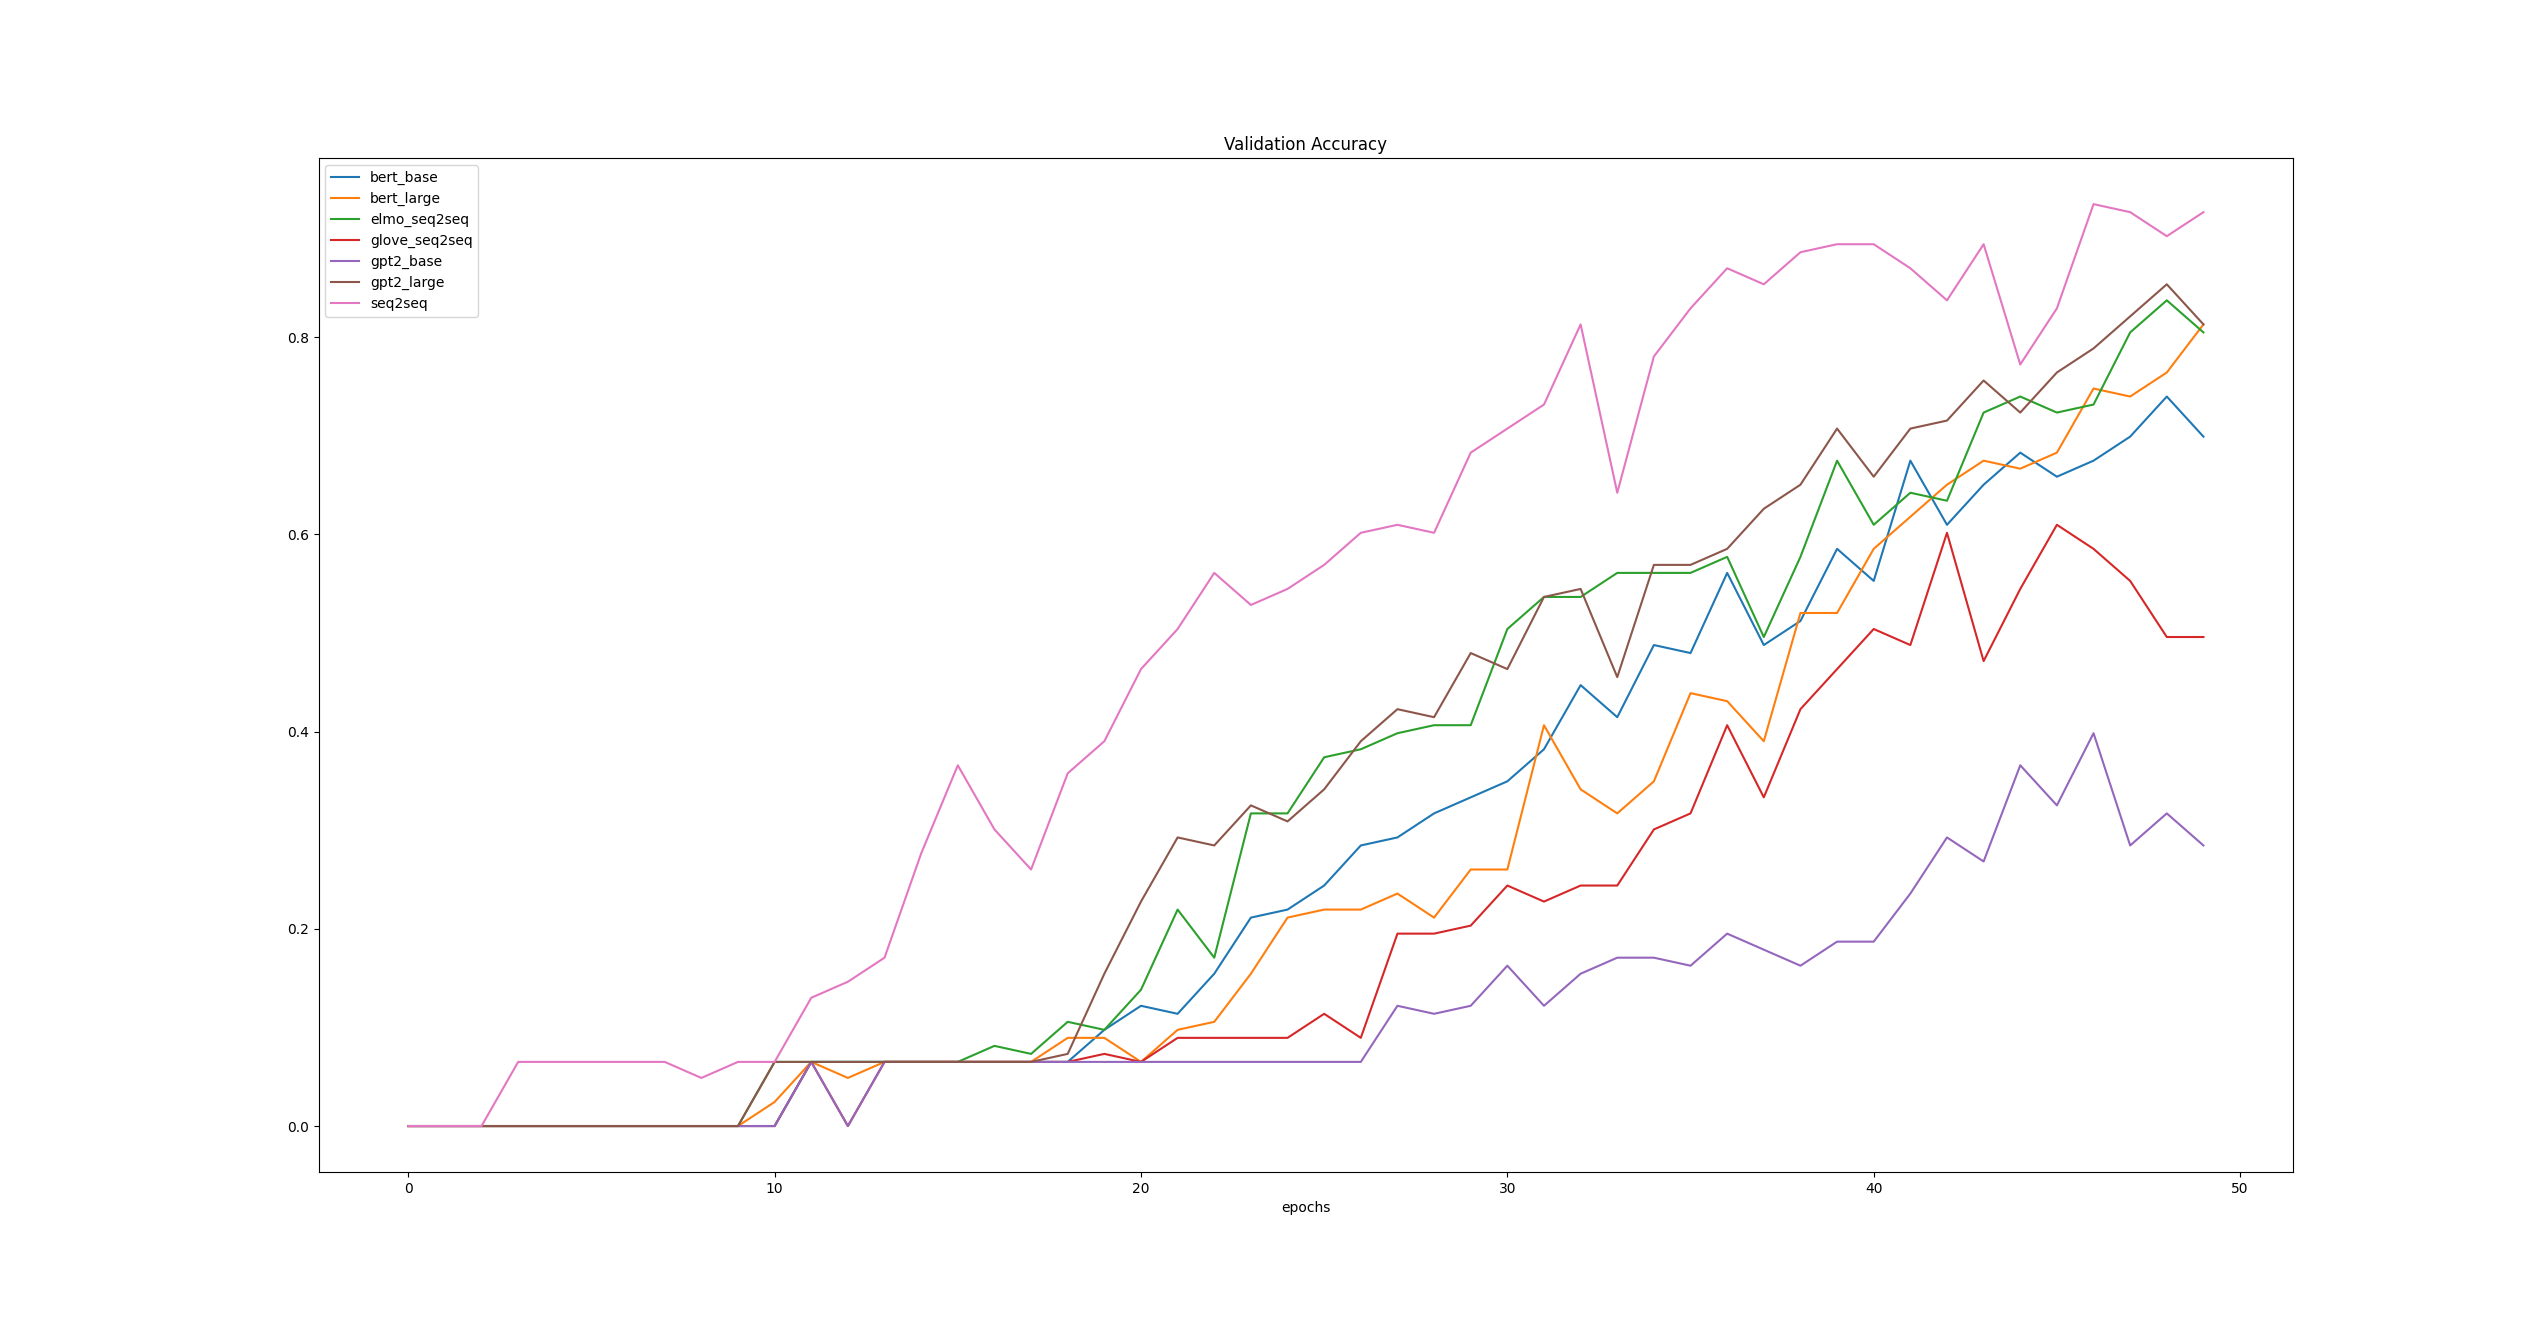 Validation Accuracy
bert_base
bert_large
elmo_seq2seq
glove_seq2seq
gpt2_base
gpt2_large
seq2seq
0.8
0.6
0.4
0.2
0.0
0 10 20 30 40 50
epochs